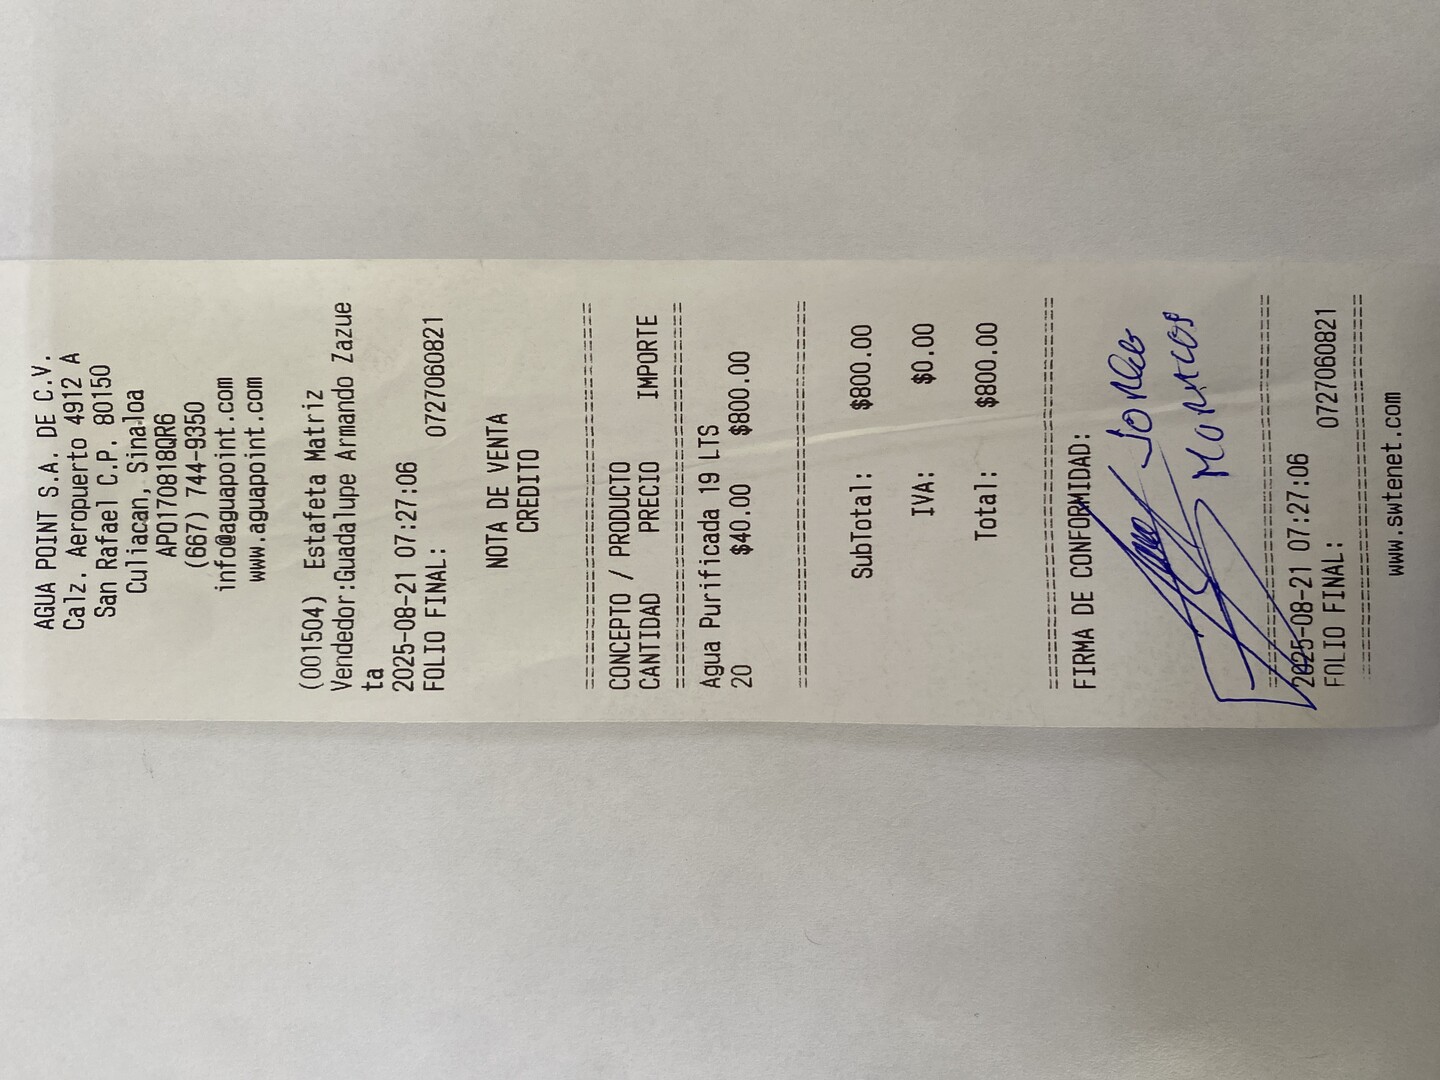 AGUA POINT S.A. DE C.V.
Calz. Aeropuerto 4912 A
San Rafael C.P. 80150
Culiacan, Sinaloa
APO170818QR6
(667) 744-9350
info@aguapoint.com
www.aguapoint.com
(001504) Estafeta Matriz
Vendedor:Guadalupe Armando Zazue
ta
2025-08-21 07:27:06
FOLIO FINAL: 0727060821
NOTA DE VENTA
CREDITO
==================================
CONCEPTO / PRODUCTO
CANTIDAD PRECIO IMPORTE
==================================
Agua Purificada 19 LTS
20 $40.00 $800.00
==================================
SubTotal: $800.00
IVA: $0.00
Total: $800.00
==================================
FIRMA DE CONFORMIDAD:
==================================
2025-08-21 07:27:06
FOLIO FINAL: 0727060821
==================================
www.swtenet.com